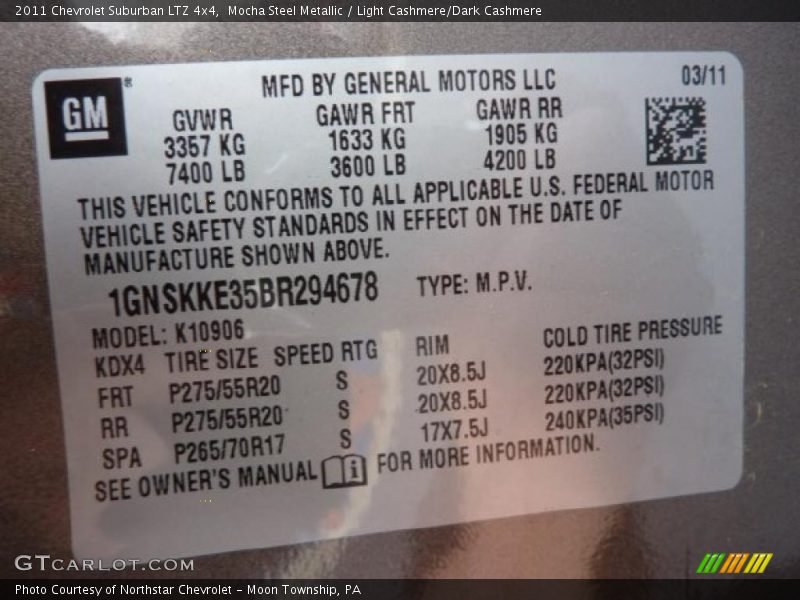 2011 Chevrolet Suburban LTZ 4x4,  Mocha Steel Metallic / Light Cashmere/Dark Cashmere
GM® MFD BY GENERAL MOTORS LLC 03/11
GVWR GAWR FRT GAWR RR
3357 KG 1633 KG 1905 KG
7400 LB 3600 LB 4200 LB
THIS VEHICLE CONFORMS TO ALL APPLICABLE U.S. FEDERAL MOTOR
VEHICLE SAFETY STANDARDS IN EFFECT ON THE DATE OF
MANUFACTURE SHOWN ABOVE.
1GNSKKE35BR294678 TYPE: M.P.V.
MODEL: K10906
KDX4 TIRE SIZE SPEED RTG RIM COLD TIRE PRESSURE
FRT P275/55R20 S 20X8.5J 220KPA(32PSI)
RR P275/55R20 S 20X8.5J 220KPA(32PSI)
SPA P265/70R17 S 17X7.5J 240KPA(35PSI)
SEE OWNER'S MANUAL i FOR MORE INFORMATION.
GTCARLOT.COM
Photo Courtesy of Northstar Chevrolet - Moon Township, PA